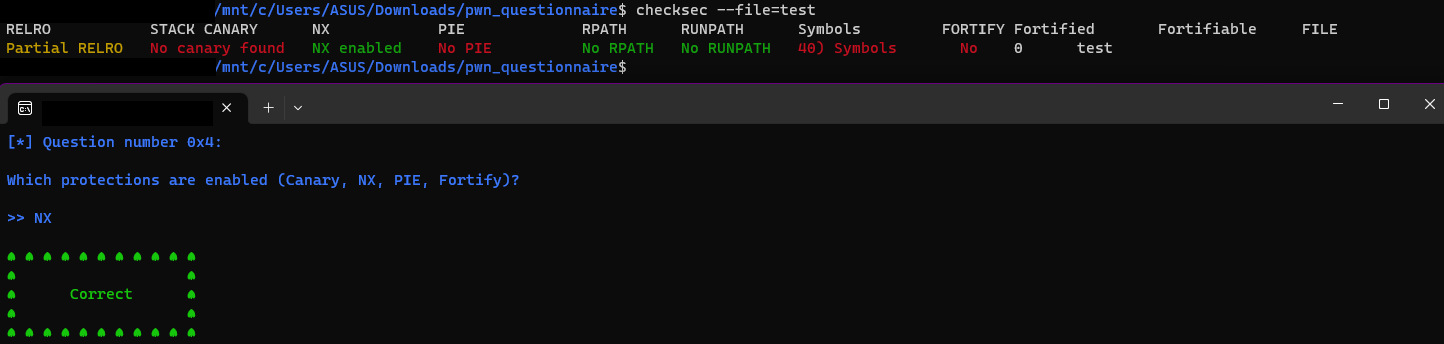 /mnt/c/Users/ASUS/Downloads/pwn_questionnaire$ checksec --file=test
RELRO STACK CANARY NX PIE RPATH RUNPATH Symbols FORTIFY Fortified Fortifiable FILE
Partial RELRO No canary found NX enabled No PIE No RPATH No RUNPATH 40) Symbols No 0 test
/mnt/c/Users/ASUS/Downloads/pwn_questionnaire$
[*] Question number 0x4:
Which protections are enabled (Canary, NX, PIE, Fortify)?
>> NX
♠ ♠ ♠ ♠ ♠ ♠ ♠ ♠ ♠ ♠ ♠
♠ ♠
♠ Correct ♠
♠ ♠
♠ ♠ ♠ ♠ ♠ ♠ ♠ ♠ ♠ ♠ ♠